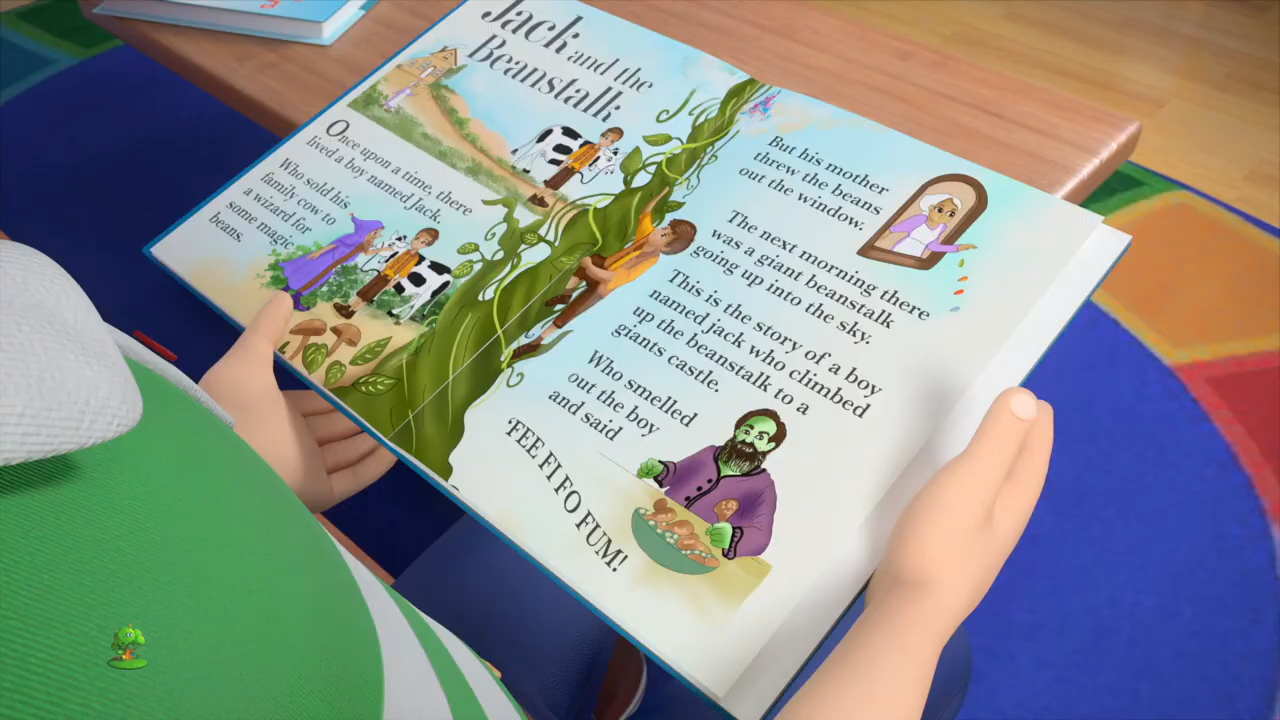 Jack and the
Beanstalk
Once upon a time, there
lived a boy named Jack.
Who sold his
family cow to
a wizard for
some magic
beans.
But his mother
threw the beans
out the window.
The next morning there
was a giant beanstalk
going up into the sky.
This is the story of a boy
named jack who climbed
up the beanstalk to a
giants castle.
Who smelled
out the boy
and said
'FEE FI FO FUM!